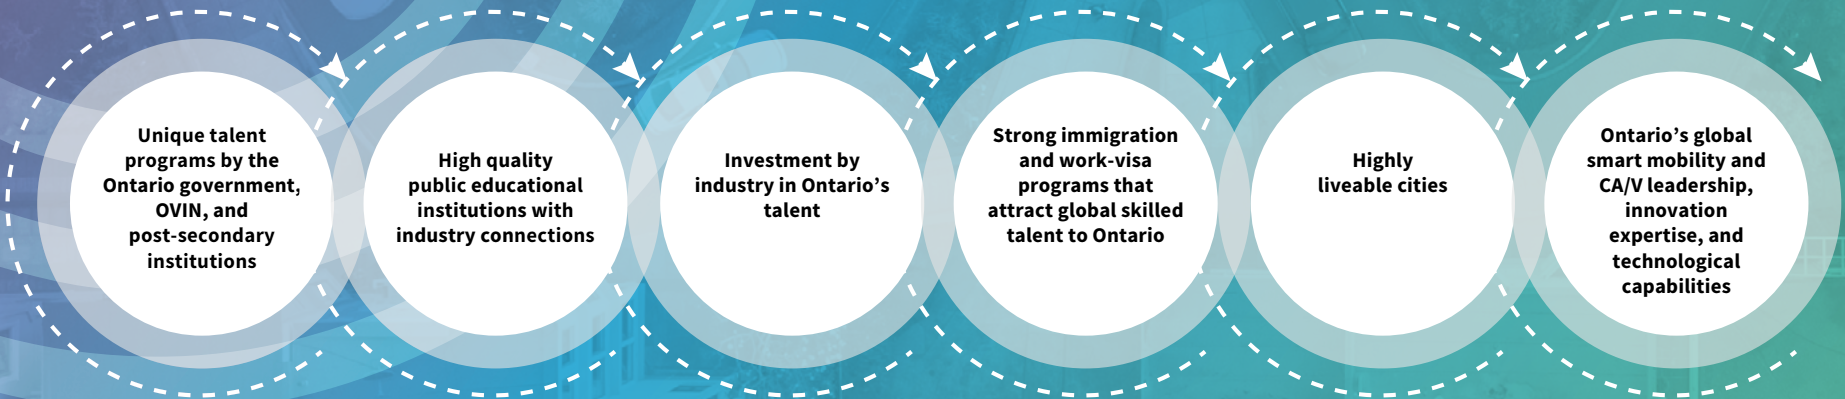 Unique talent
programs by the
Ontario government,
OVIN, and
post-secondary
institutions
High quality
public educational
institutions with
industry connections
Investment by
industry in Ontario’s
talent
Strong immigration
and work-visa
programs that
attract global skilled
talent to Ontario
Highly
liveable cities
Ontario’s global
smart mobility and
CA/V leadership,
innovation
expertise, and
technological
capabilities